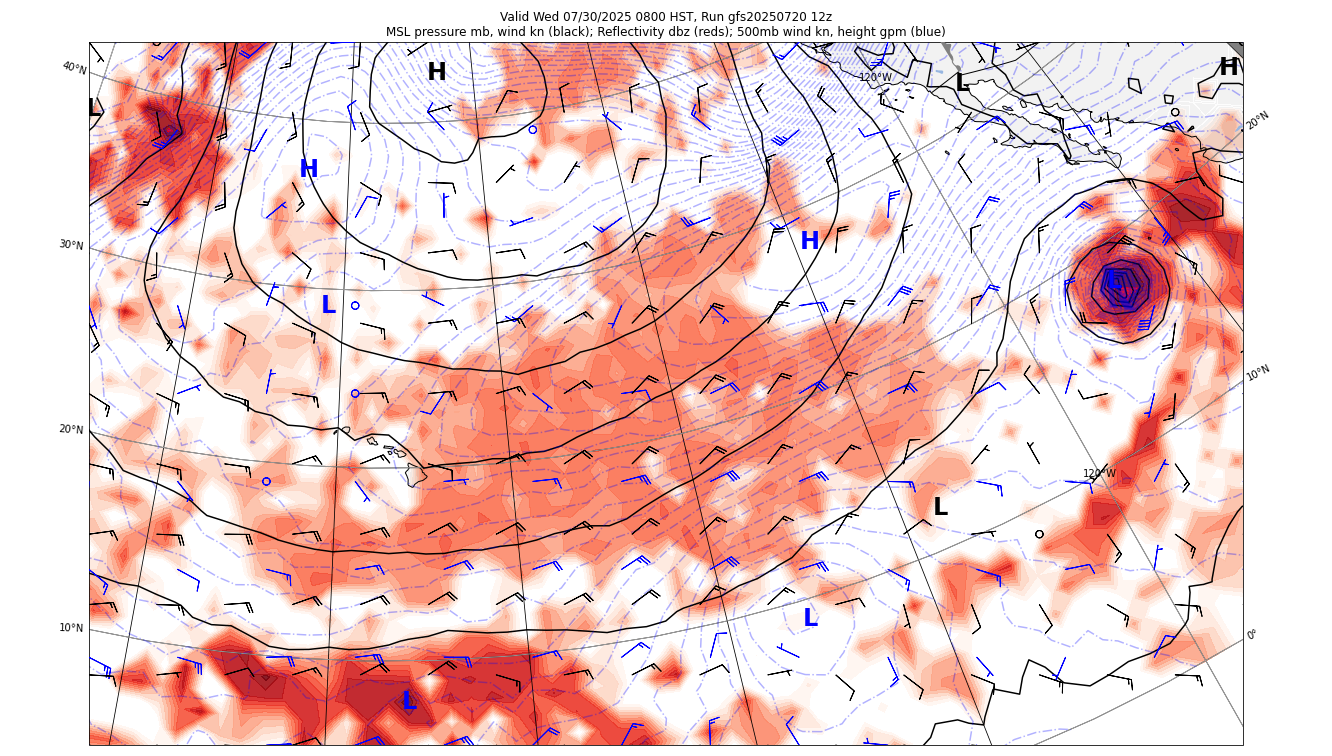 Valid Wed 07/30/2025 0800 HST, Run gfs20250720 12z
MSL pressure mb, wind kn (black); Reflectivity dbz (reds); 500mb wind kn, height gpm (blue)
40°N
H
120°W
L
H
L
20°N
H
30°N
H
L
L
10°N
20°N
120°W
L
10°N
L
0°
L